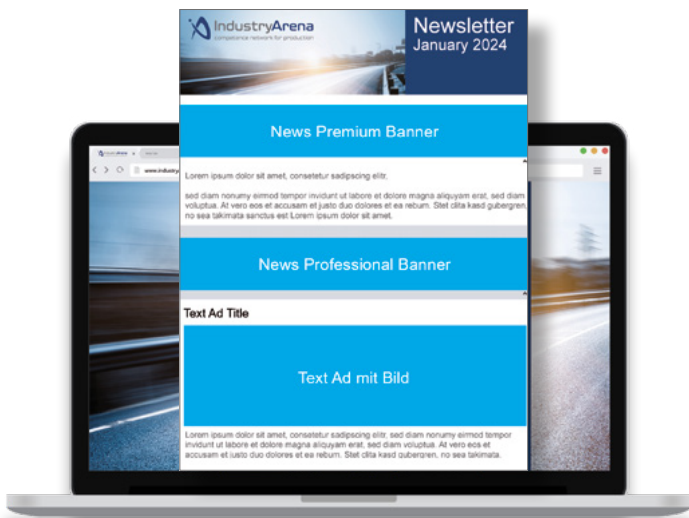 IndustryArena
competence network for production
Newsletter
January 2024
News Premium Banner
www.industry
Lorem ipsum dolor sit amet, consetetur sadipscing elitr,
sed diam nonumy eirmod tempor invidunt ut labore et dolore magna aliquyam erat, sed diam
voluptua. At vero eos et accusam et justo duo dolores et ea rebum. Stet clita kasd gubergren,
no sea takimata sanctus est Lorem ipsum dolor sit amet.
News Professional Banner
Text Ad Title
Text Ad mit Bild
Lorem ipsum dolor sit amet, consetetur sadipscing elitr, sed diam nonumy eirmod tempor
invidunt ut labore et dolore magna aliquyam erat, sed diam voluptua. At vero eos et
accusam et justo duo dolores et ea rebum. Stet clita kasd gubergren, no sea takimata.